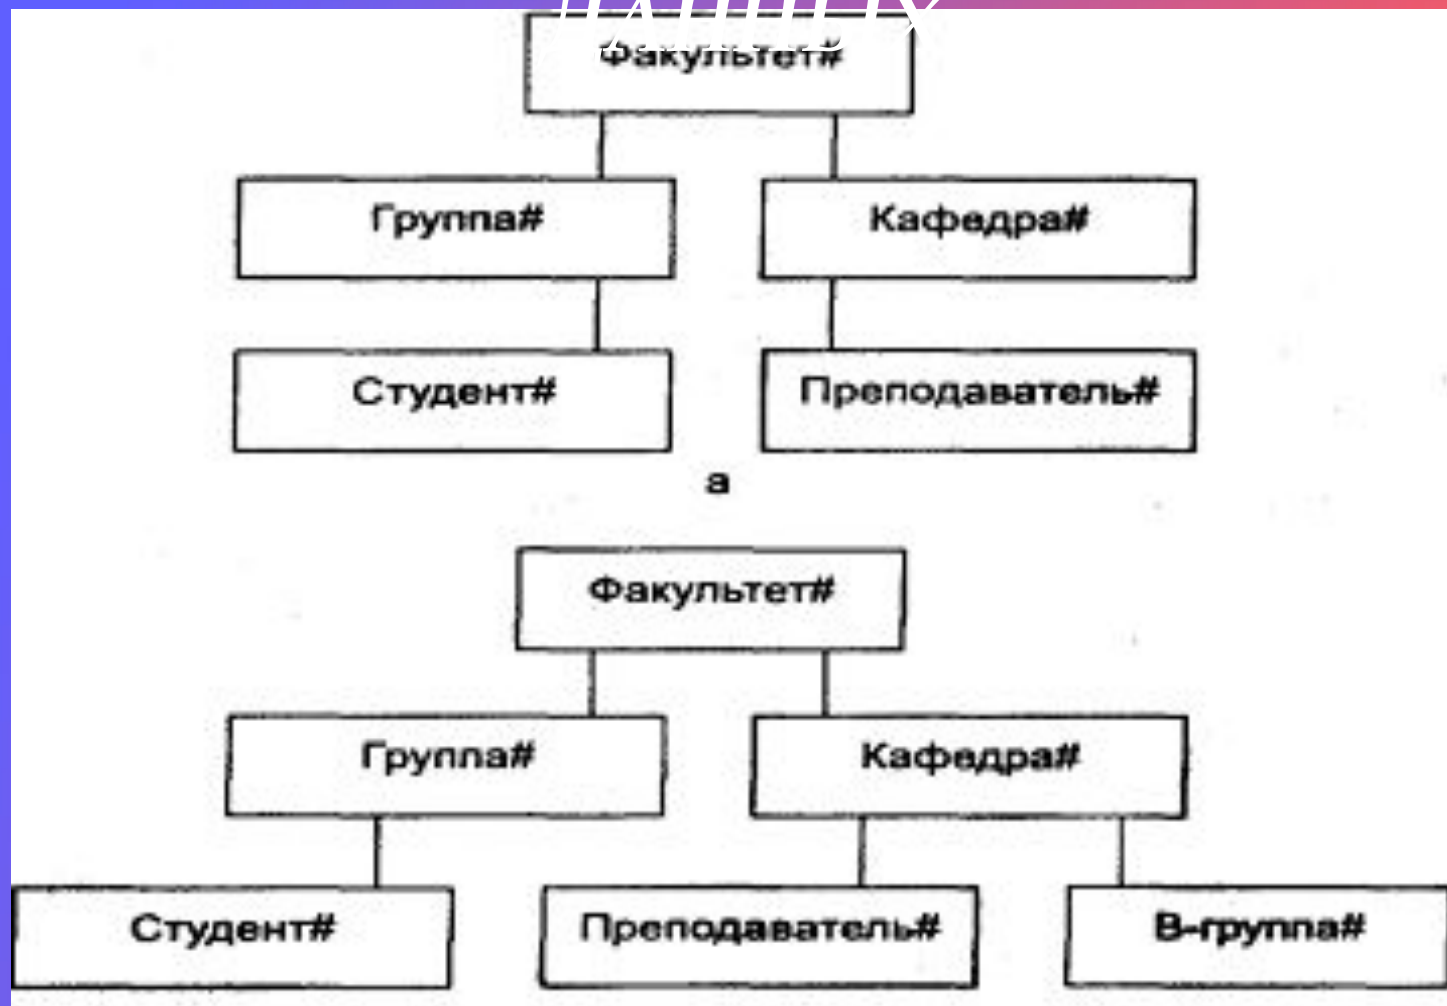 Факультет#
Группа# Кафедра#
Студент# Преподаватель#
а
Факультет#
Группа# Кафедра#
Студент# Преподаватель# В-группа#